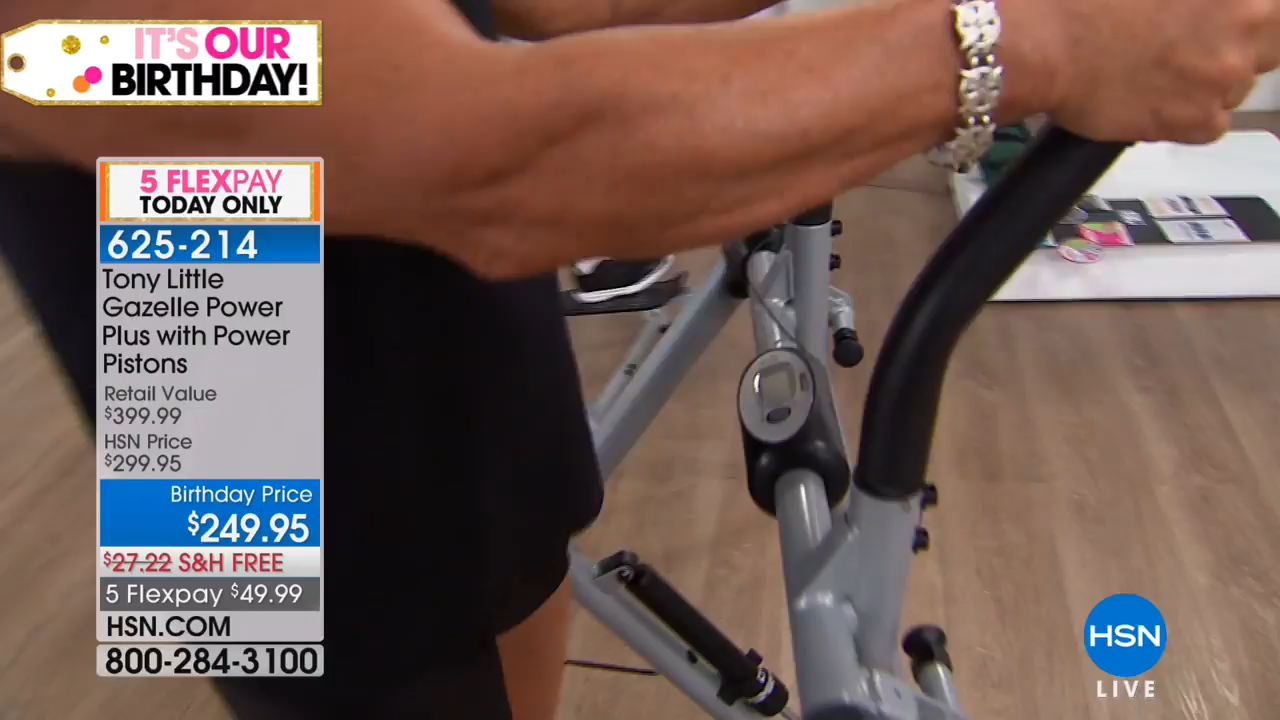 IT'S OUR
BIRTHDAY!
5 FLEXPAY
TODAY ONLY
625-214
Tony Little
Gazelle Power
Plus with Power
Pistons
Retail Value
$399.99
HSN Price
$299.95
Birthday Price
$249.95
$27.22 S&H FREE
5 Flexpay $49.99
HSN.COM
800-284-3100
HSN
LIVE